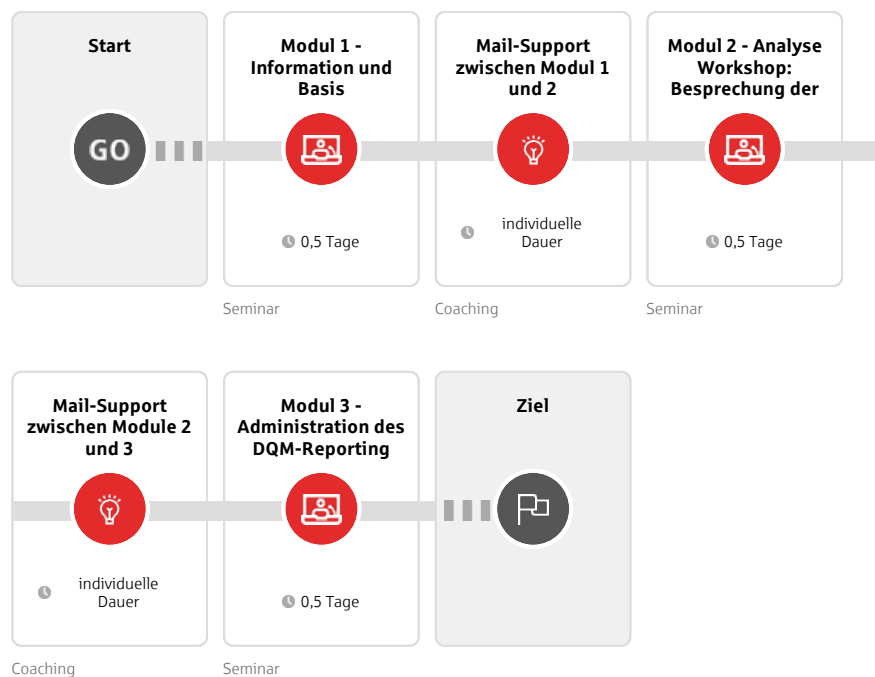 Start
GO
Modul 1 -
Information und
Basis
0,5 Tage
Seminar
Mail-Support
zwischen Modul 1
und 2
individuelle
Dauer
Coaching
Modul 2 - Analyse
Workshop:
Besprechung der
0,5 Tage
Seminar
Mail-Support
zwischen Module 2
und 3
individuelle
Dauer
Coaching
Modul 3 -
Administration des
DQM-Reporting
0,5 Tage
Seminar
Ziel